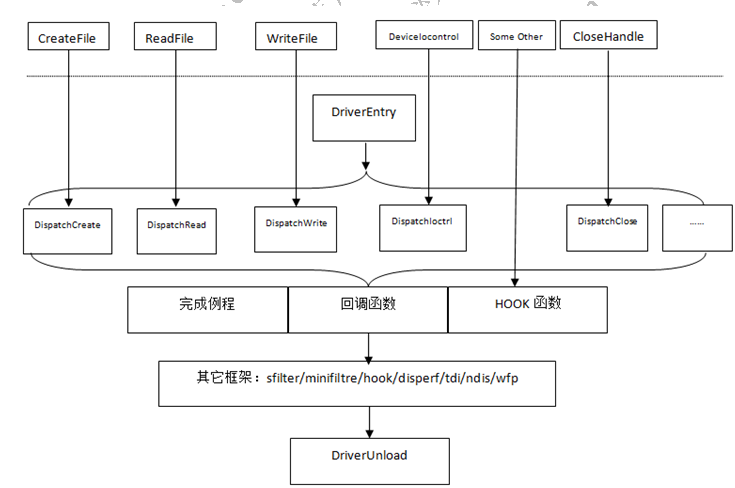 CreateFile
ReadFile
WriteFile
DeviceIocontrol
Some Other
CloseHandle
DriverEntry
DispatchCreate
DispatchRead
DispatchWrite
DispatchIoctrl
DispatchClose
......
完成例程
回调函数
HOOK 函数
其它框架：sfilter/minifiltre/hook/disperf/tdi/ndis/wfp
DriverUnload